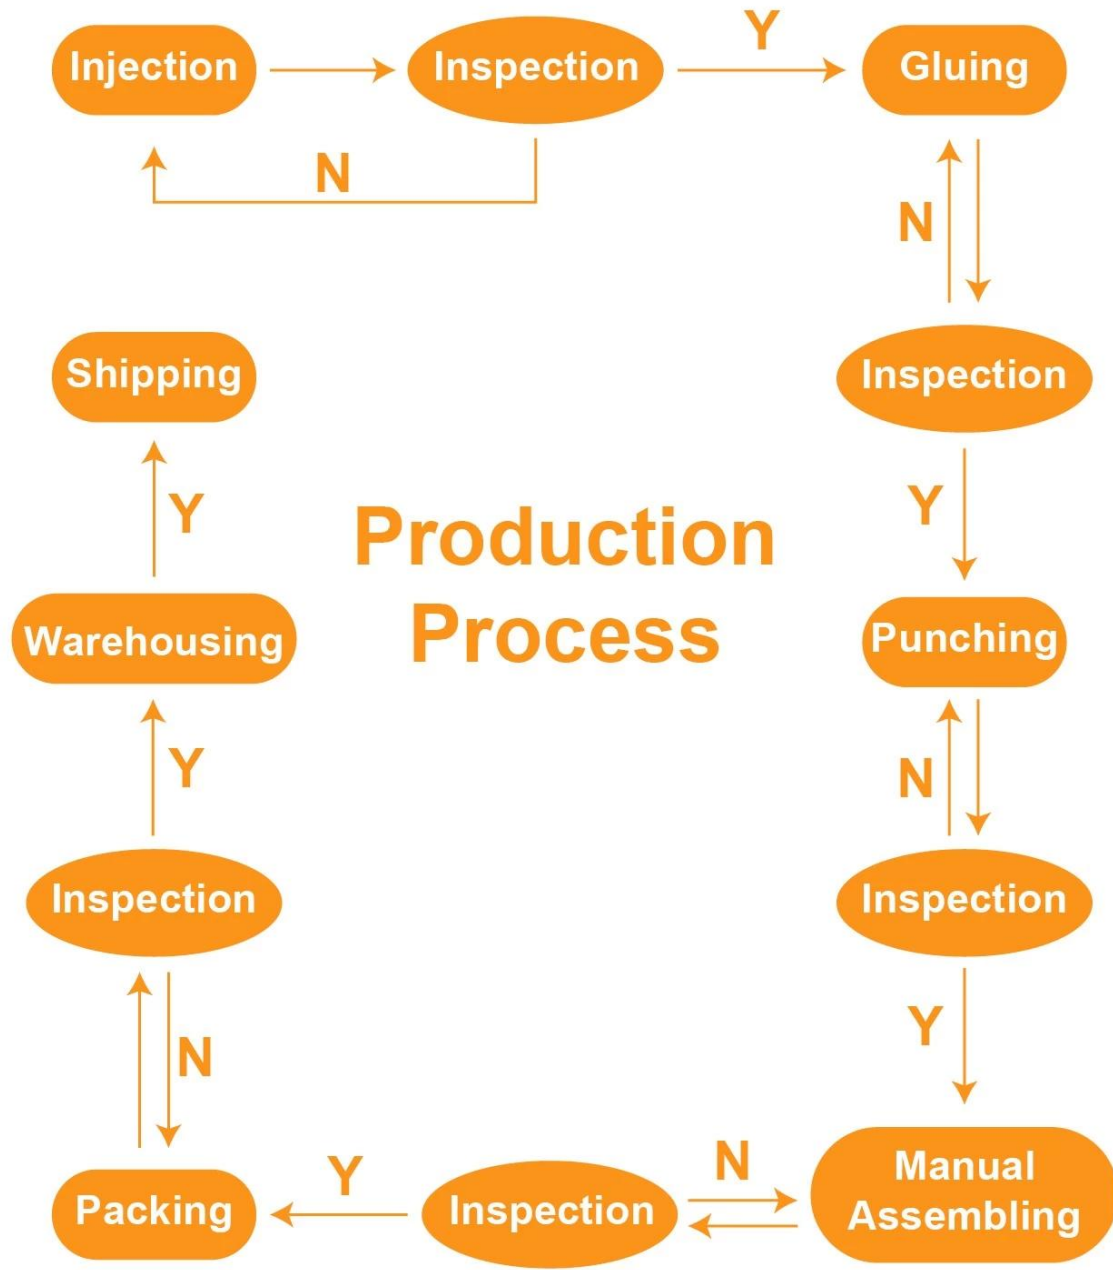 Injection
Inspection
Y
Gluing
N
N
Inspection
Shipping
Y
Y
Production
Process
Warehousing
Punching
Y
N
Inspection
Inspection
Y
N
Packing
Y
Inspection
N
Manual
Assembling